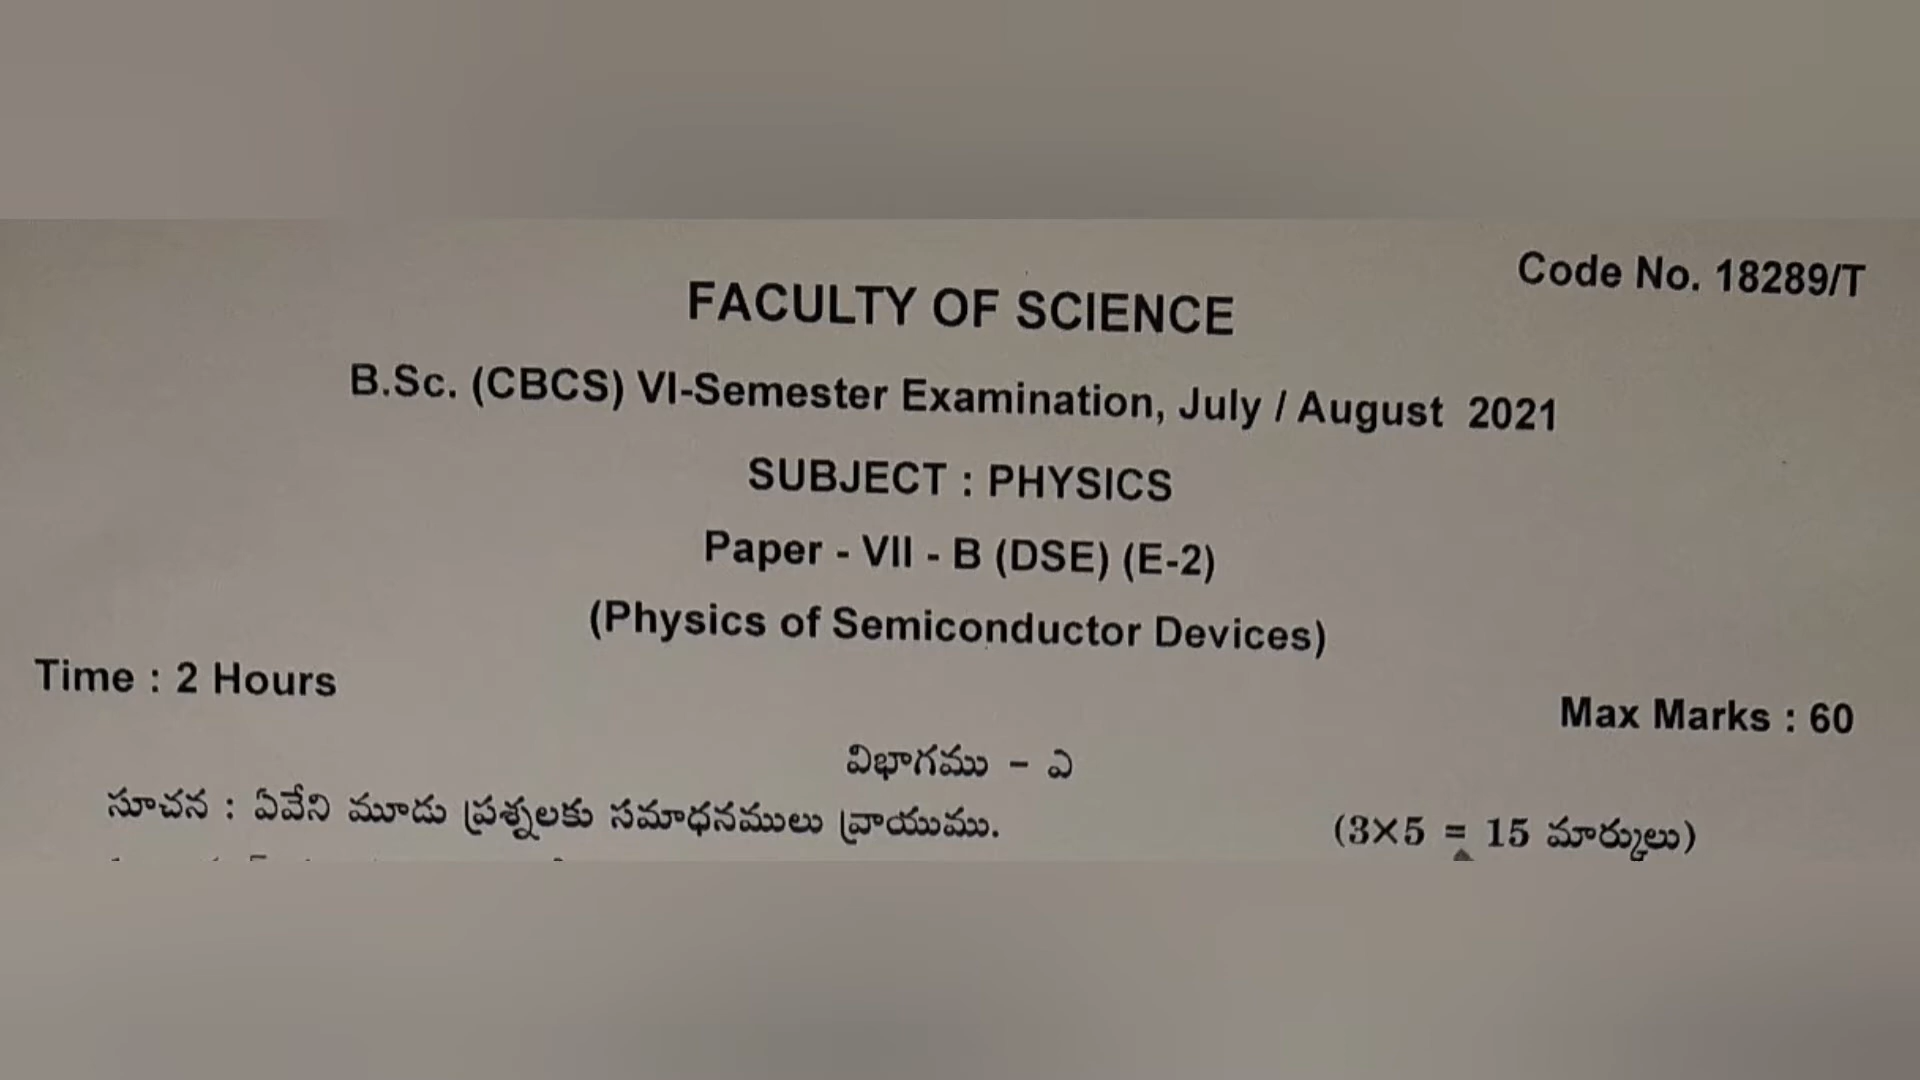 Code No. 18289/T
FACULTY OF SCIENCE
B.Sc. (CBCS) VI-Semester Examination, July / August 2021
SUBJECT : PHYSICS
Paper - VII - B (DSE) (E-2)
(Physics of Semiconductor Devices)
Time : 2 Hours
Max Marks : 60
విభాగము - ఎ
సూచన : ఏవేని మూడు ప్రశ్నలకు సమాధనములు వ్రాయుము.
(3×5 = 15 మార్కులు)